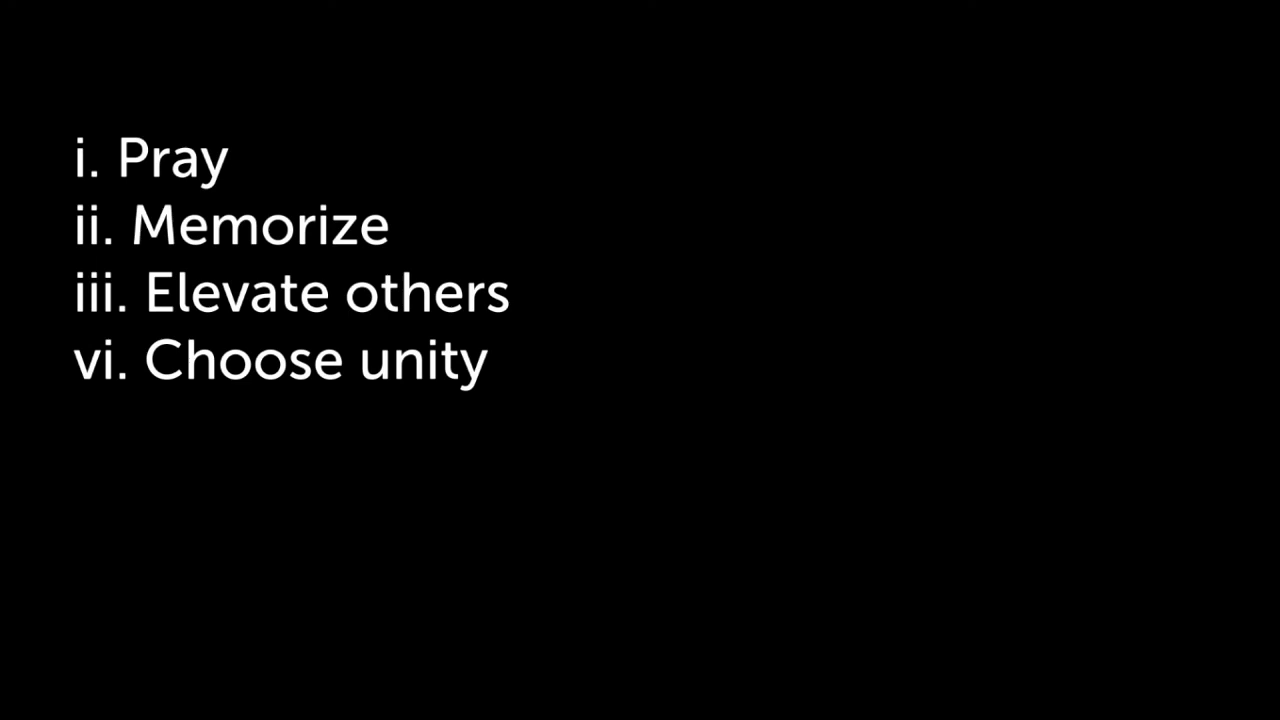 i. Pray
ii. Memorize
iii. Elevate others
vi. Choose unity